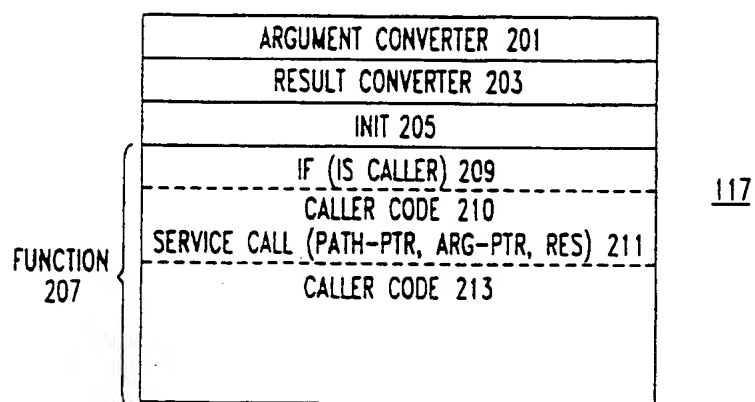 ARGUMENT CONVERTER 201
RESULT CONVERTER 203
INIT 205
IF (IS CALLER) 209
117
CALLER CODE 210
SERVICE CALL (PATH-PTR, ARG-PTR, RES) 211
FUNCTION
207
CALLER CODE 213